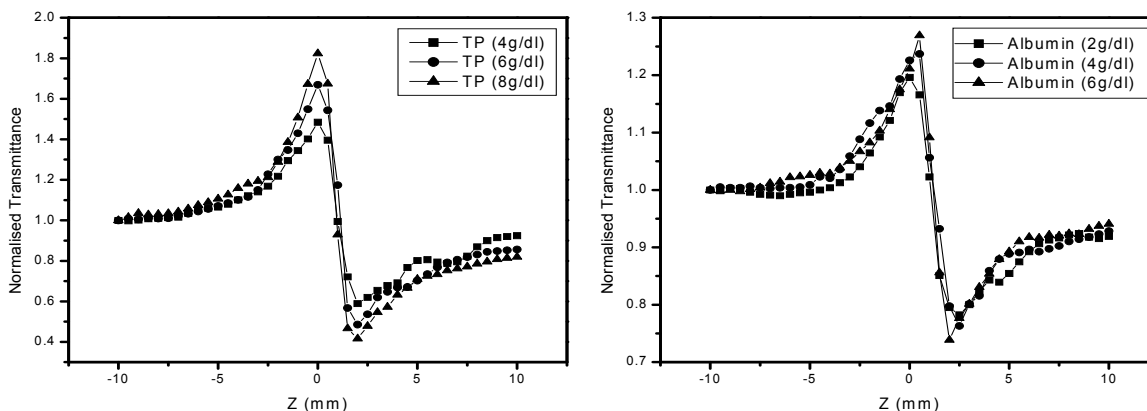 2.0
1.8
1.6
1.4
1.2
1.0
0.8
0.6
0.4
Normalised Transmittance
TP (4g/dl)
TP (6g/dl)
TP (8g/dl)
-10
-5
0
5
10
Z (mm)
1.3
1.2
1.1
1.0
0.9
0.8
0.7
Normalised Transmittance
Albumin (2g/dl)
Albumin (4g/dl)
Albumin (6g/dl)
-10
-5
0
5
10
Z (mm)